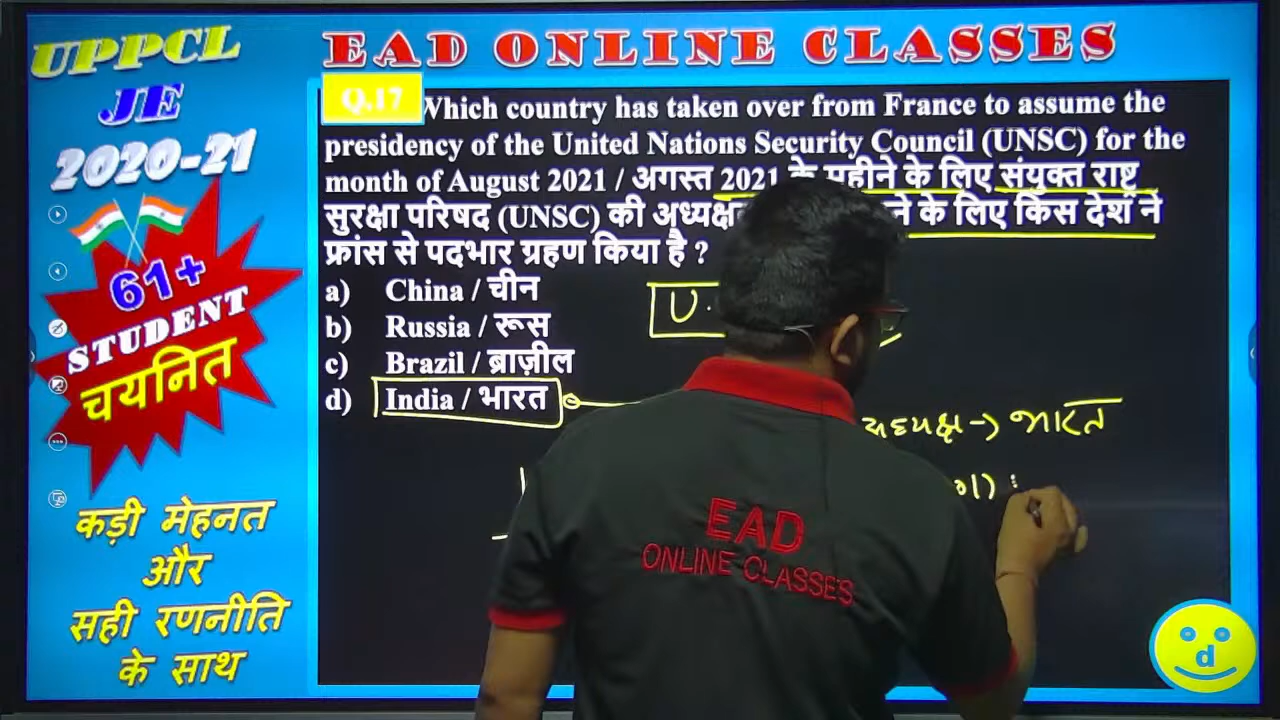 UPPCL
JE
2020-21
61+
STUDENT
चयनित
कड़ी मेहनत
और
सही रणनीति
के साथ
EAD ONLINE CLASSES
Q.17 Which country has taken over from France to assume the
presidency of the United Nations Security Council (UNSC) for the
month of August 2021 / अगस्त 2021 के महीने के लिए संयुक्त राष्ट्र
सुरक्षा परिषद (UNSC) की के लिए किस देश ने
फ्रांस से पदभार ग्रहण किया है ?
a) China / चीन
b) Russia / रूस
c) Brazil / ब्राज़ील
d) India / भारत
U.
अध्यक्ष → भारत
EAD
ONLINE CLASSES
d